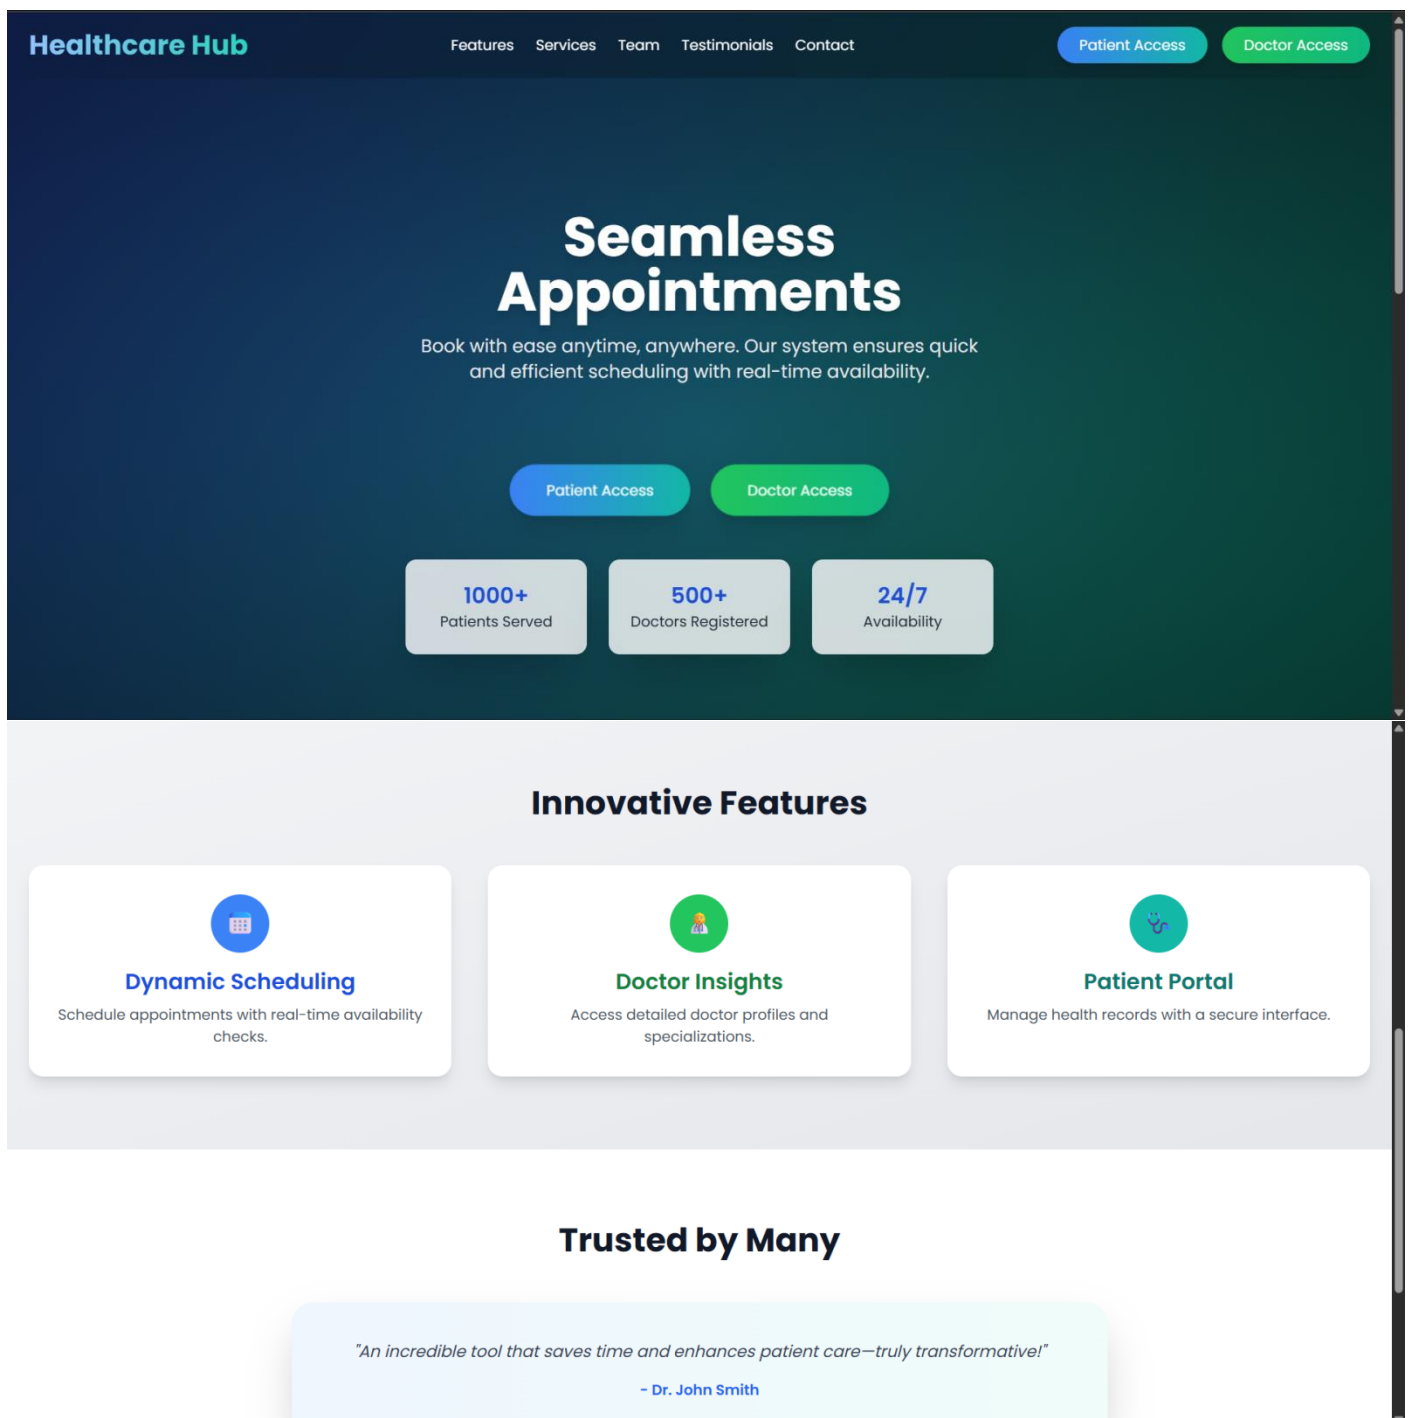 Healthcare Hub
Features Services Team Testimonials Contact
Patient Access Doctor Access
Seamless
Appointments
Book with ease anytime, anywhere. Our system ensures quick
and efficient scheduling with real-time availability.
Patient Access Doctor Access
1000+
Patients Served
500+
Doctors Registered
24/7
Availability
Innovative Features
Dynamic Scheduling
Schedule appointments with real-time availability
checks.
Doctor Insights
Access detailed doctor profiles and
specializations.
Patient Portal
Manage health records with a secure interface.
Trusted by Many
"An incredible tool that saves time and enhances patient care—truly transformative!"
- Dr. John Smith